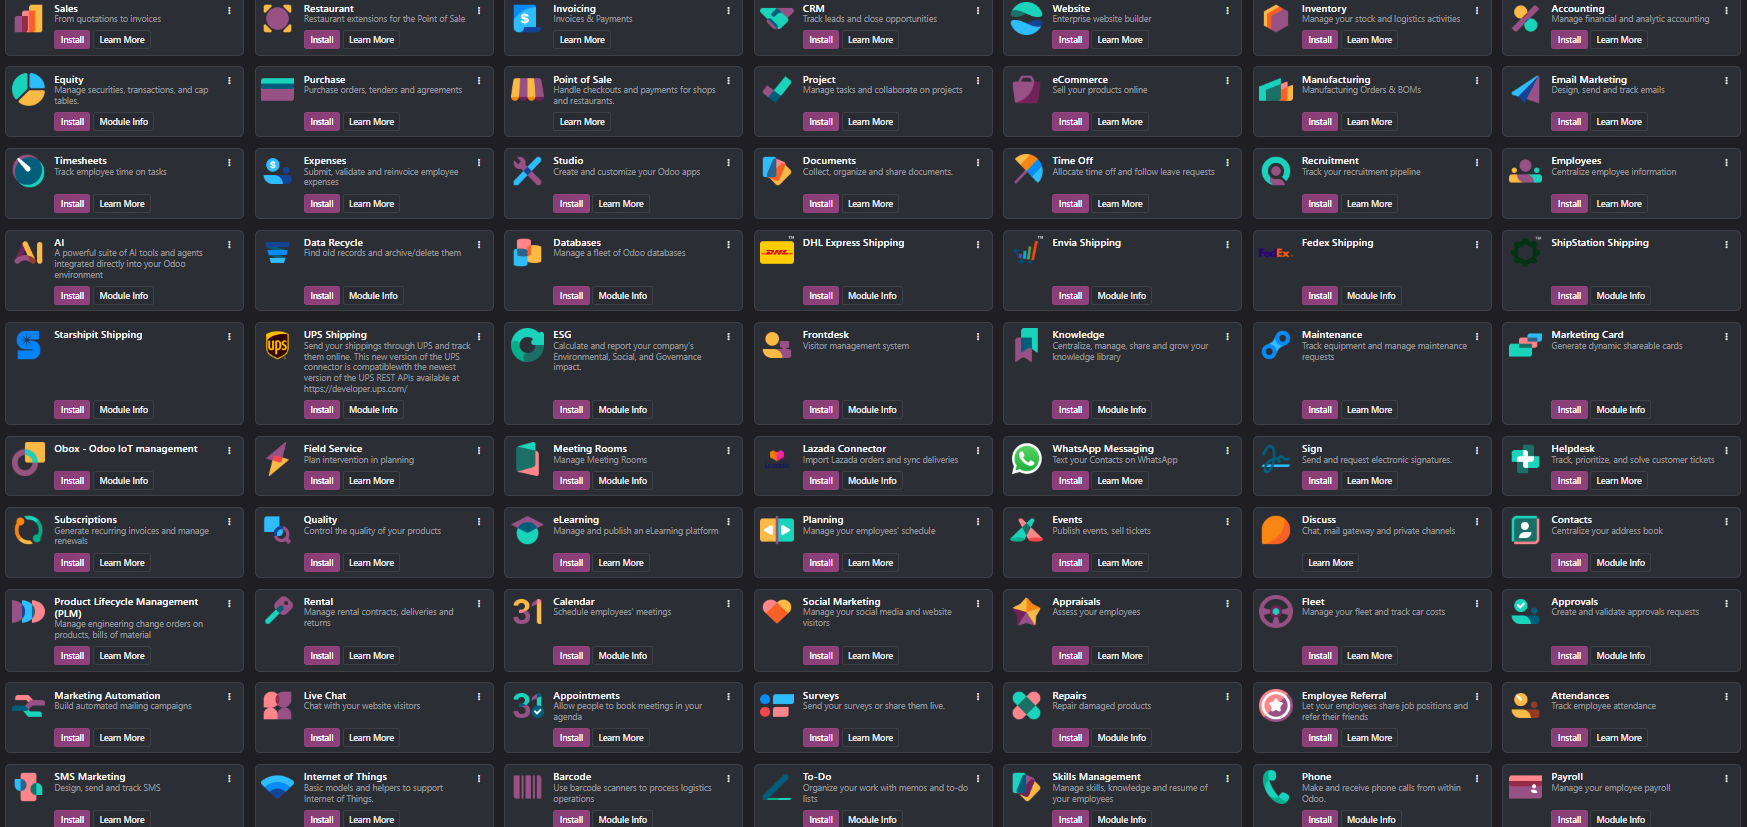 Sales
From quotations to invoices
Install Learn More
Restaurant
Restaurant extensions for the Point of Sale
Install Learn More
$
Invoicing
Invoices & Payments
Learn More
CRM
Track leads and close opportunities
Install Learn More
Website
Enterprise website builder
Install Learn More
Inventory
Manage your stock and logistics activities
Install Learn More
Accounting
Manage financial and analytic accounting
Install Learn More
Equity
Manage securities, transactions, and cap
tables.
Install Module Info
Purchase
Purchase orders, tenders and agreements
Install Learn More
Point of Sale
Handle checkouts and payments for shops
and restaurants.
Learn More
Project
Manage tasks and collaborate on projects
Install Learn More
eCommerce
Sell your products online
Install Learn More
Manufacturing
Manufacturing Orders & BOMs
Install Learn More
Email Marketing
Design, send and track emails
Install Learn More
Timesheets
Track employee time on tasks
Install Learn More
$
Expenses
Submit, validate and reinvoice employee
expenses
Install Learn More
Studio
Create and customize your Odoo apps
Install Learn More
Documents
Collect, organize and share documents.
Install Learn More
Time Off
Allocate time off and follow leave requests
Install Learn More
Recruitment
Track your recruitment pipeline
Install Learn More
Employees
Centralize employee information
Install Learn More
AI
AI
A powerful suite of AI tools and agents
integrated directly into your Odoo
environment
Install Module Info
Data Recycle
Find old records and archive/delete them
Install Module Info
Databases
Manage a fleet of Odoo databases
Install Module Info
DHL
™
DHL Express Shipping
Install Module Info
™
Envia Shipping
Install Module Info
FedEx
Fedex Shipping
Install Module Info
™
ShipStation Shipping
Install Module Info
Starshipit Shipping
Install Module Info
ups
UPS Shipping
Send your shippings through UPS and track
them online. This new version of the UPS
connector is compatiblewith the newest
version of the UPS REST APIs available at
https://developer.ups.com/
Install Module Info
ESG
Calculate and report your company's
Environmental, Social, and Governance
impact.
Install Module Info
Frontdesk
Visitor management system
Install Module Info
Knowledge
Centralize, manage, share and grow your
knowledge library
Install Module Info
Maintenance
Track equipment and manage maintenance
requests
Install Learn More
Marketing Card
Generate dynamic shareable cards
Install Module Info
Obox - Odoo IoT management
Install Module Info
Field Service
Plan intervention in planning
Install Learn More
Meeting Rooms
Manage Meeting Rooms
Install Module Info
Lazada
Lazada Connector
Import Lazada orders and sync deliveries
Install Module Info
WhatsApp Messaging
Text your Contacts on WhatsApp
Install Learn More
Sign
Send and request electronic signatures.
Install Learn More
Helpdesk
Track, prioritize, and solve customer tickets
Install Learn More
Subscriptions
Generate recurring invoices and manage
renewals
Install Learn More
Quality
Control the quality of your products
Install Learn More
eLearning
Manage and publish an eLearning platform
Install Learn More
Planning
Manage your employees' schedule
Install Learn More
Events
Publish events, sell tickets
Install Learn More
Discuss
Chat, mail gateway and private channels
Learn More
Contacts
Centralize your address book
Install Module Info
Product Lifecycle Management
(PLM)
Manage engineering change orders on
products, bills of material
Install Learn More
Rental
Manage rental contracts, deliveries and
returns
Install Learn More
31
Calendar
Schedule employees' meetings
Install Module Info
Social Marketing
Manage your social media and website
visitors
Install Learn More
Appraisals
Assess your employees
Install Learn More
Fleet
Manage your fleet and track car costs
Install Learn More
Approvals
Create and validate approvals requests
Install Module Info
Marketing Automation
Build automated mailing campaigns
Install Learn More
Live Chat
Chat with your website visitors
Install Learn More
31
Appointments
Allow people to book meetings in your
agenda
Install Learn More
Surveys
Send your surveys or share them live.
Install Learn More
Repairs
Repair damaged products
Install Module Info
Employee Referral
Let your employees share job positions and
refer their friends
Install Learn More
Attendances
Track employee attendance
Install Learn More
SMS Marketing
Design, send and track SMS
Install Learn More
Internet of Things
Basic models and helpers to support
Internet of Things.
Install Learn More
Barcode
Use barcode scanners to process logistics
operations
Install Module Info
To-Do
Organize your work with memos and to-do
lists
Install Module Info
Skills Management
Manage skills, knowledge and resume of
your employees
Install Module Info
Phone
Make and receive phone calls from within
Odoo.
Install Module Info
Payroll
Manage your employee payroll
Install Learn More